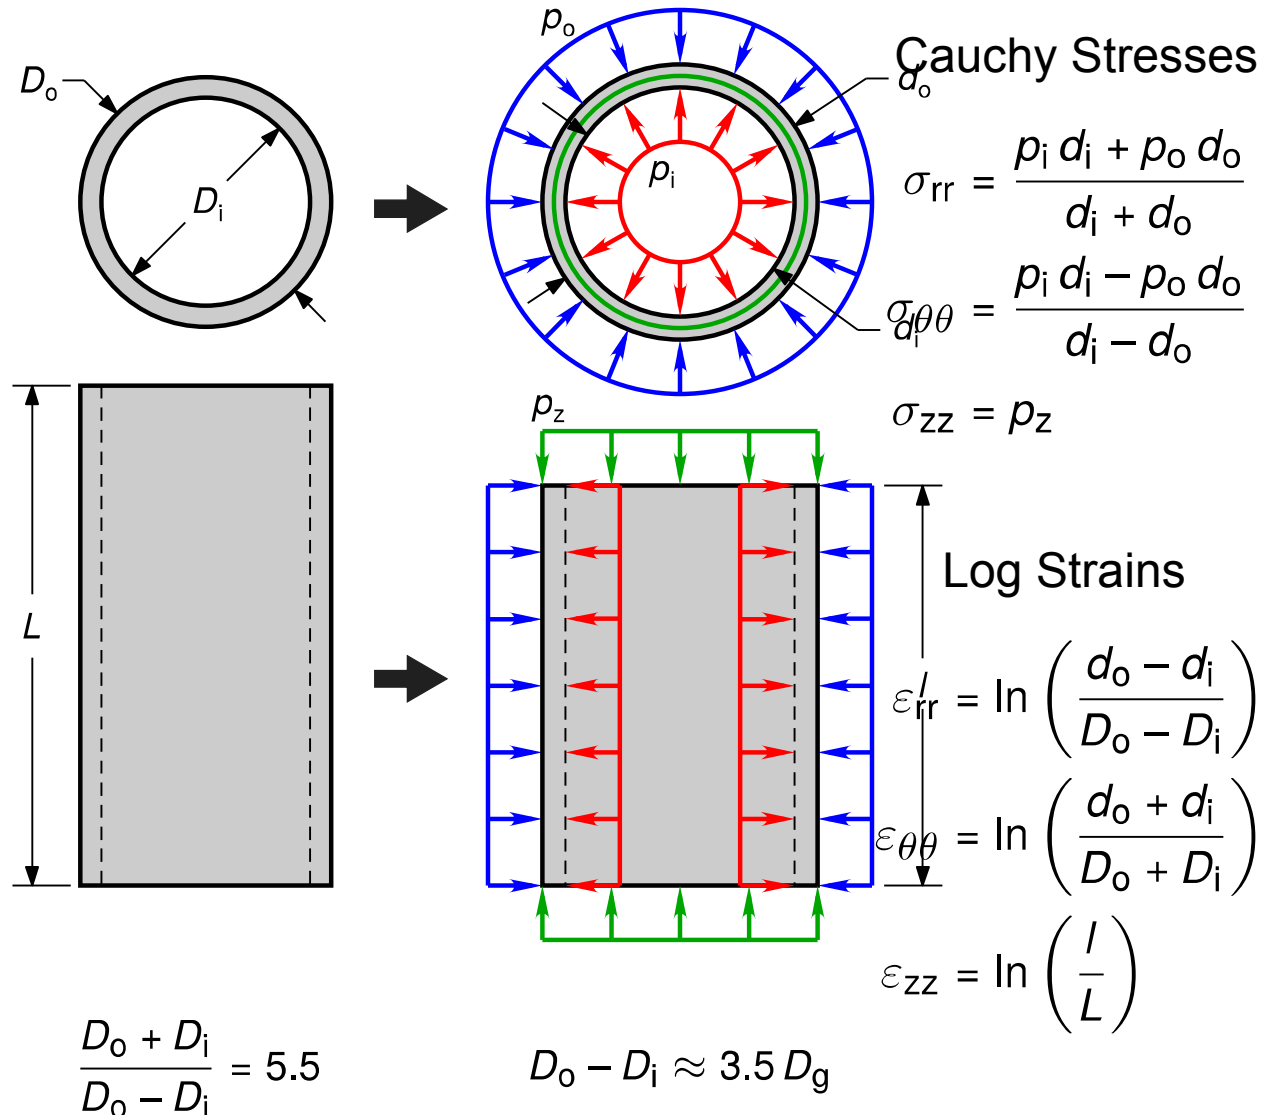 p_o
Cauchy Stresses
D_o
d_o
D_i
p_i
σ_rr = (p_i d_i + p_o d_o) / (d_i + d_o)
σ_θθ = (p_i d_i − p_o d_o) / (d_i − d_o)
d_i
p_z
σ_zz = p_z
Log Strains
L
l
ε_rr = ln ( (d_o − d_i) / (D_o − D_i) )
ε_θθ = ln ( (d_o + d_i) / (D_o + D_i) )
ε_zz = ln ( l / L )
(D_o + D_i) / (D_o − D_i) = 5.5
D_o − D_i ≈ 3.5 D_g